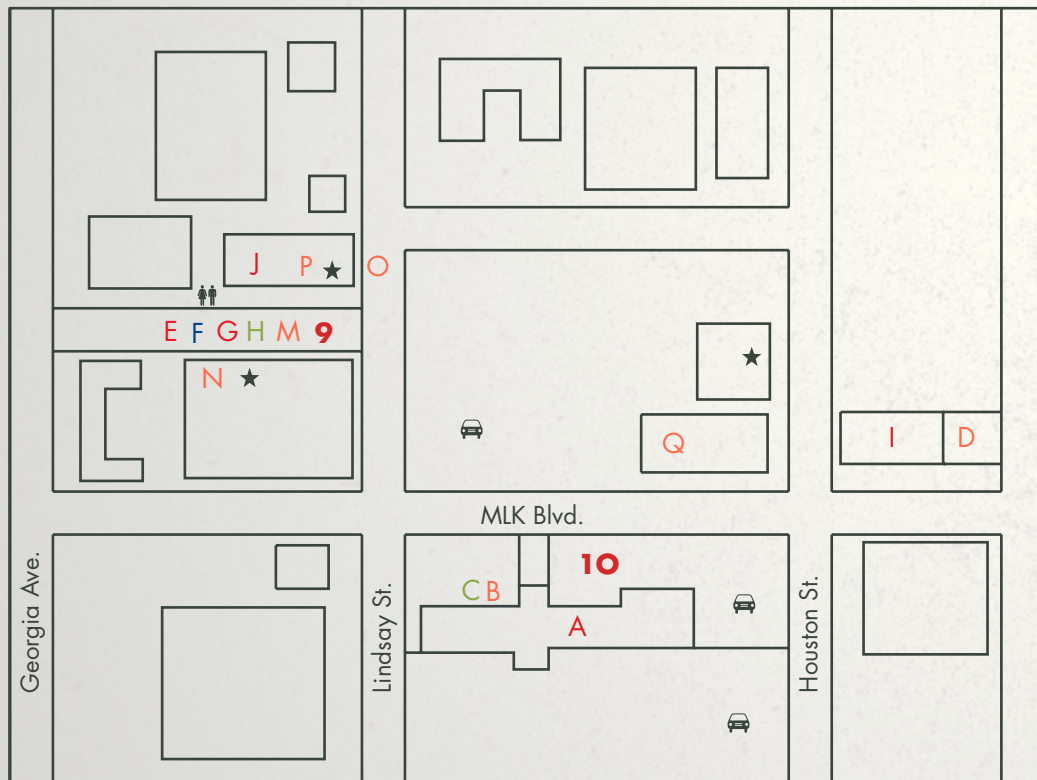 J P O
E F G H M 9
N
Q
I D
MLK Blvd.
10
C B
A
Georgia Ave.
Lindsay St.
Houston St.